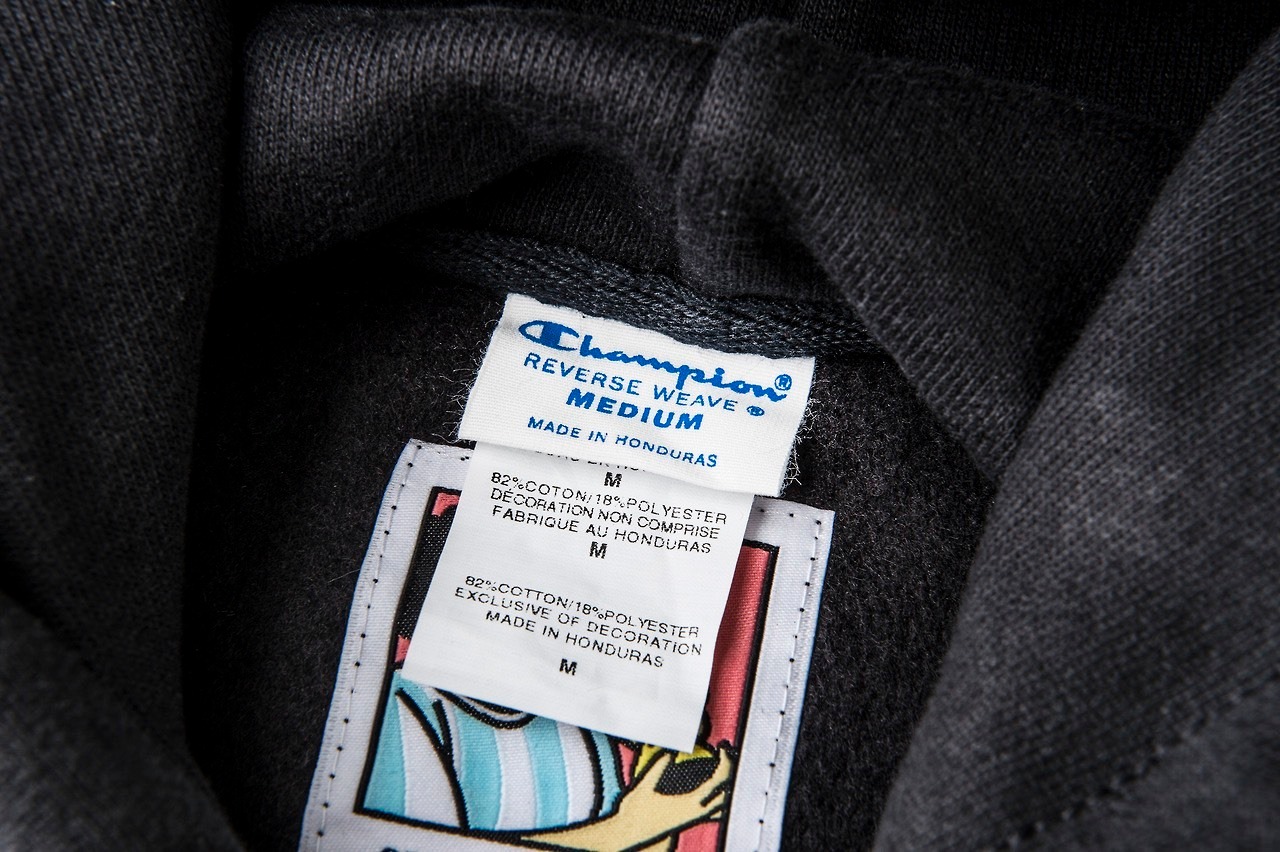 Champion®
REVERSE WEAVE®
MEDIUM
MADE IN HONDURAS
M
82%COTON/18%POLYESTER
DÉCORATION NON COMPRISE
FABRIQUE AU HONDURAS
M
82%COTTON/18%POLYESTER
EXCLUSIVE OF DECORATION
MADE IN HONDURAS
M